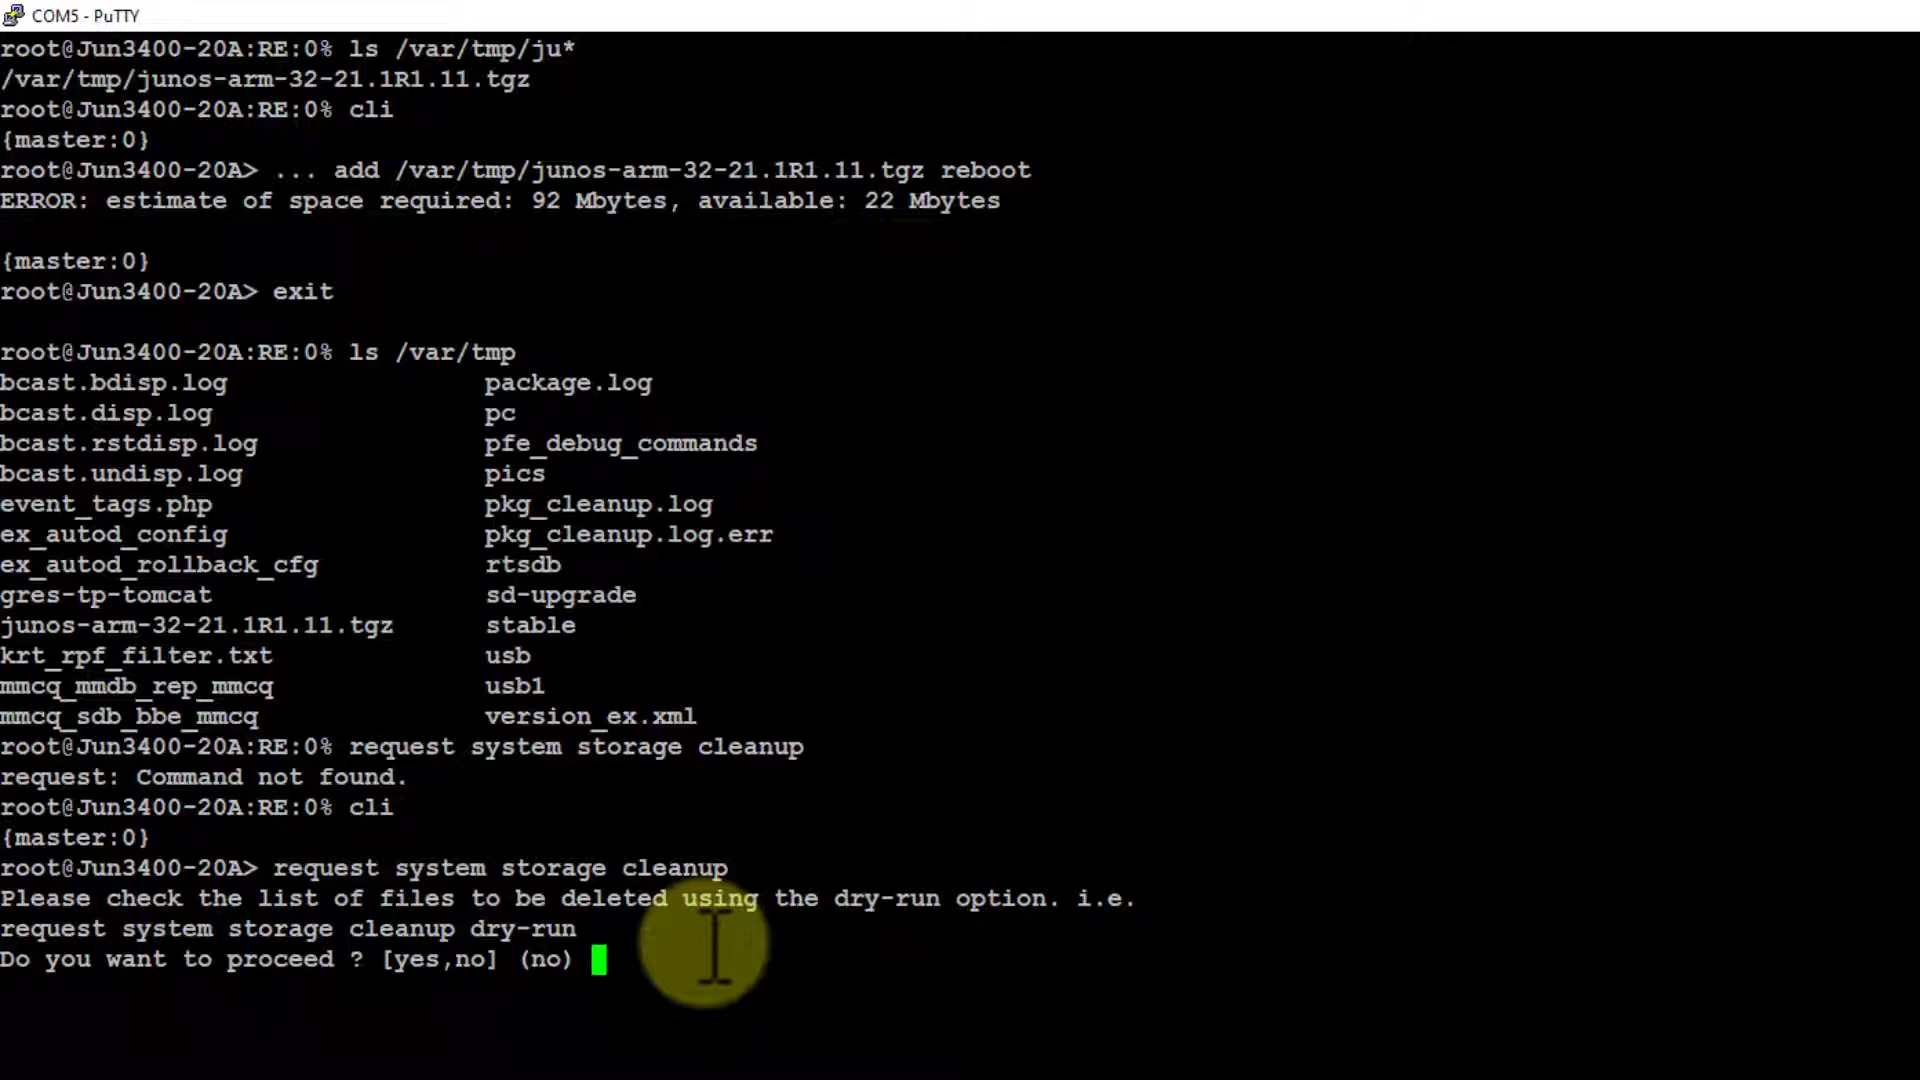 COM5 - PuTTY
root@Jun3400-20A:RE:0% ls /var/tmp/ju*
/var/tmp/junos-arm-32-21.1R1.11.tgz
root@Jun3400-20A:RE:0% cli
{master:0}
root@Jun3400-20A> ... add /var/tmp/junos-arm-32-21.1R1.11.tgz reboot
ERROR: estimate of space required: 92 Mbytes, available: 22 Mbytes
{master:0}
root@Jun3400-20A> exit
root@Jun3400-20A:RE:0% ls /var/tmp
bcast.bdisp.log package.log
bcast.disp.log pc
bcast.rstdisp.log pfe_debug_commands
bcast.undisp.log pics
event_tags.php pkg_cleanup.log
ex_autod_config pkg_cleanup.log.err
ex_autod_rollback_cfg rtsdb
gres-tp-tomcat sd-upgrade
junos-arm-32-21.1R1.11.tgz stable
krt_rpf_filter.txt usb
mmcq_mmdb_rep_mmcq usb1
mmcq_sdb_bbe_mmcq version_ex.xml
root@Jun3400-20A:RE:0% request system storage cleanup
request: Command not found.
root@Jun3400-20A:RE:0% cli
{master:0}
root@Jun3400-20A> request system storage cleanup
Please check the list of files to be deleted using the dry-run option. i.e.
request system storage cleanup dry-run
Do you want to proceed ? [yes,no] (no)